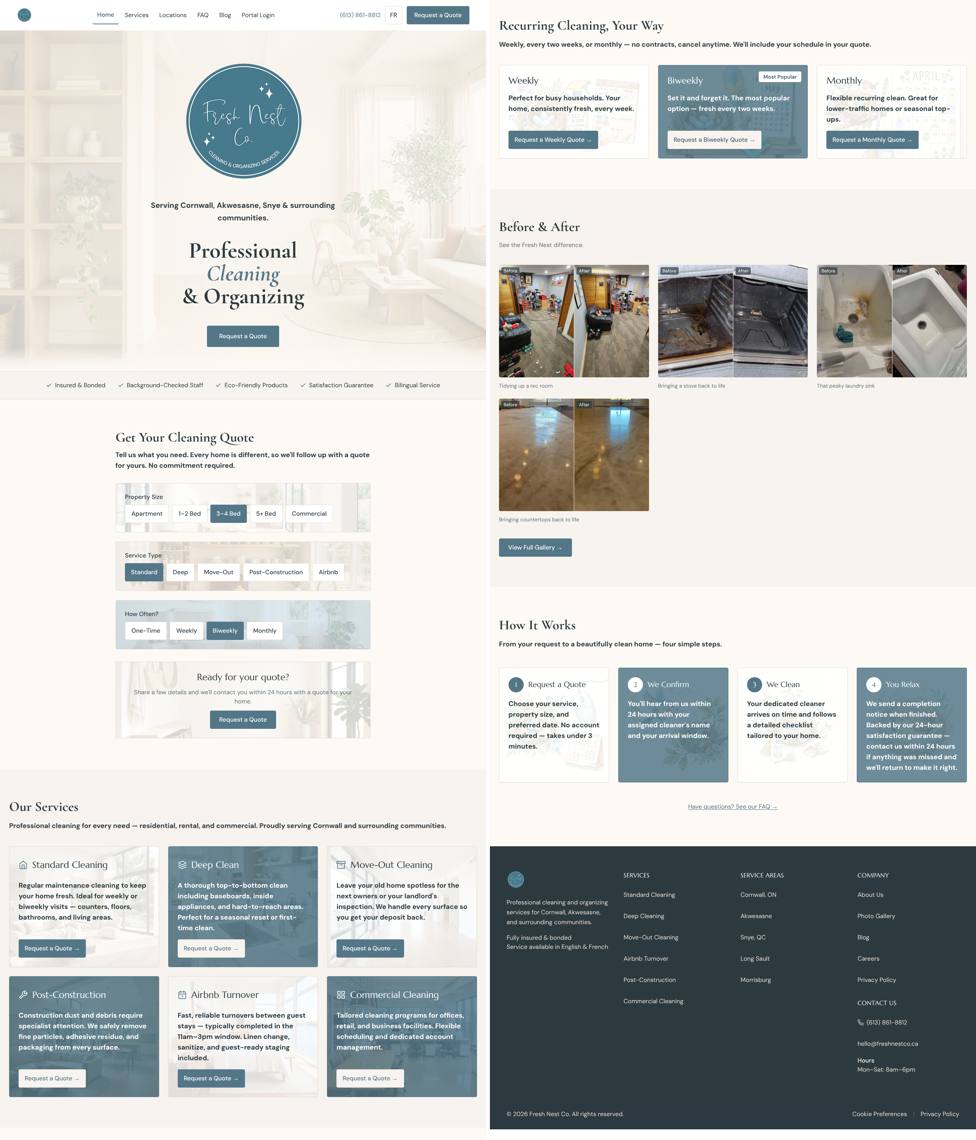 Home
Services
Locations
FAQ
Blog
Portal Login
(613) 861-8812
FR
Request a Quote
Fresh Nest
Co.
CLEANING & ORGANIZING SERVICES
Serving Cornwall, Akwesasne, Snye & surrounding
communities.
Professional
Cleaning
& Organizing
Request a Quote
Insured & Bonded
Background-Checked Staff
Eco-Friendly Products
Satisfaction Guarantee
Bilingual Service
Get Your Cleaning Quote
Tell us what you need. Every home is different, so we'll follow up with a quote
for yours. No commitment required.
Property Size
Apartment
1–2 Bed
3–4 Bed
5+ Bed
Commercial
Service Type
Standard
Deep
Move-Out
Post-Construction
Airbnb
How Often?
One-Time
Weekly
Biweekly
Monthly
Ready for your quote?
Share a few details and we'll contact you within 24 hours with a quote for your
home.
Request a Quote
Our Services
Professional cleaning for every need — residential, rental, and commercial. Proudly serving Cornwall and surrounding communities.
Standard Cleaning
Regular maintenance cleaning to keep
your home fresh. Ideal for weekly or
biweekly visits — counters, floors,
bathrooms, and living areas.
Request a Quote →
Deep Clean
A thorough top-to-bottom clean
including baseboards, inside
appliances, and hard-to-reach areas.
Perfect for a seasonal reset or first-
time clean.
Request a Quote →
Move-Out Cleaning
Leave your old home spotless for the
next owners or your landlord's
inspection. We handle everything so
you get your deposit back.
Request a Quote →
Post-Construction
Construction dust and debris require
specialist attention. We safely remove
fine particles, adhesive residue, and
packaging from every surface.
Request a Quote →
Airbnb Turnover
Fast, reliable turnovers between guest
stays — typically completed in the
11am–3pm window. Linen change,
sanitize, and guest-ready staging
included.
Request a Quote →
Commercial Cleaning
Tailored cleaning programs for offices,
retail, and business facilities. Flexible
scheduling and dedicated account
management.
Request a Quote →
Recurring Cleaning, Your Way
Weekly, every two weeks, or monthly — no contracts, cancel anytime. We'll include your schedule in your quote.
Weekly
Perfect for busy households. Your
home, consistently fresh, every week.
Request a Weekly Quote →
Biweekly
Most Popular
Set it and forget it. The most popular
option — fresh every two weeks.
Request a Biweekly Quote →
Monthly
APRIL
Flexible recurring clean. Great for
lower-traffic homes or seasonal top-
ups.
Request a Monthly Quote →
Before & After
See the Fresh Nest difference.
Before
After
Tidying up a rec room
Before
After
Bringing a stove back to life
Before
After
That peaky laundry sink
Before
After
Bringing countertops back to life
View Full Gallery →
How It Works
From your request to a beautifully clean home — four simple steps.
1
Request a Quote
Choose your service,
property size, and
preferred date. No account
required — takes under 3
minutes.
2
We Confirm
You'll hear from us within
24 hours with your
assigned cleaner's name
and your arrival window.
3
We Clean
Your dedicated cleaner
arrives on time and follows
a detailed checklist
tailored to your home.
4
You Relax
We send a completion
notice when finished.
Backed by our 24-hour
satisfaction guarantee —
contact us within 24 hours
if anything was missed and
we'll return to make it right.
Have questions? See our FAQ →
Professional cleaning and organizing
services for Cornwall, Akwesasne,
and surrounding communities.
Fully insured & bonded
Service available in English & French
SERVICES
Standard Cleaning
Deep Cleaning
Move-Out Cleaning
Airbnb Turnover
Post-Construction
Commercial Cleaning
SERVICE AREAS
Cornwall, ON
Akwesasne
Snye, QC
Long Sault
Morrisburg
COMPANY
About Us
Photo Gallery
Blog
Careers
Privacy Policy
CONTACT US
(613) 861-8812
hello@freshnestco.ca
Hours
Mon–Sat: 8am–6pm
© 2026 Fresh Nest Co. All rights reserved.
Cookie Preferences | Privacy Policy